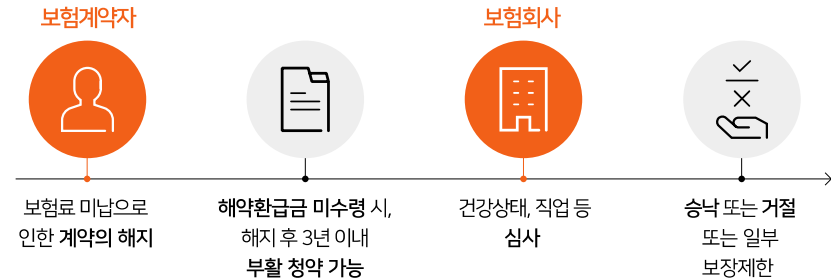 보험계약자
보험회사
보험료 미납으로
인한 계약의 해지
해약환급금 미수령 시,
해지 후 3년 이내
부활 청약 가능
건강상태, 직업 등
심사
승낙 또는 거절
또는 일부
보장제한